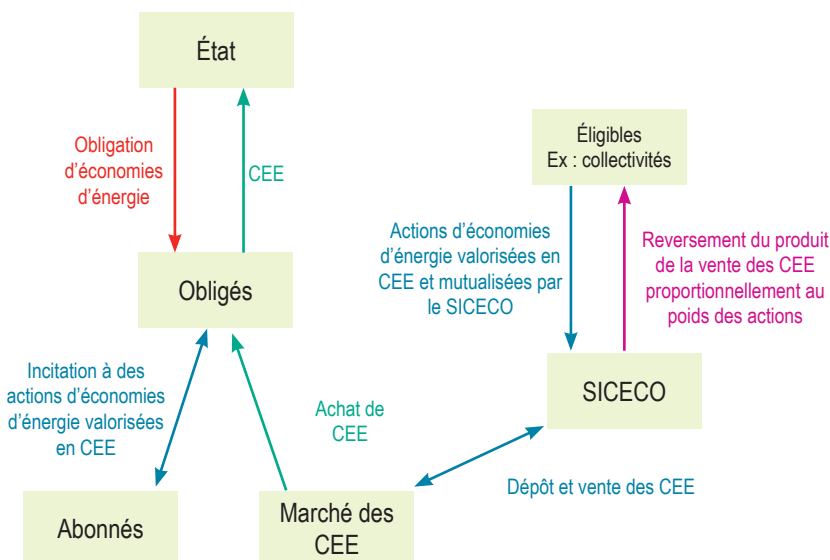 État
Obligation
d'économies
d'énergie
CEE
Éligibles
Ex : collectivités
Actions d'économies
d'énergie valorisées en
CEE et mutualisées par
le SICECO
Reversement du produit
de la vente des CEE
proportionnellement au
poids des actions
Obligés
Incitation à des
actions d'économies
d'énergie valorisées
en CEE
Achat de
CEE
SICECO
Dépôt et vente des CEE
Abonnés
Marché des
CEE